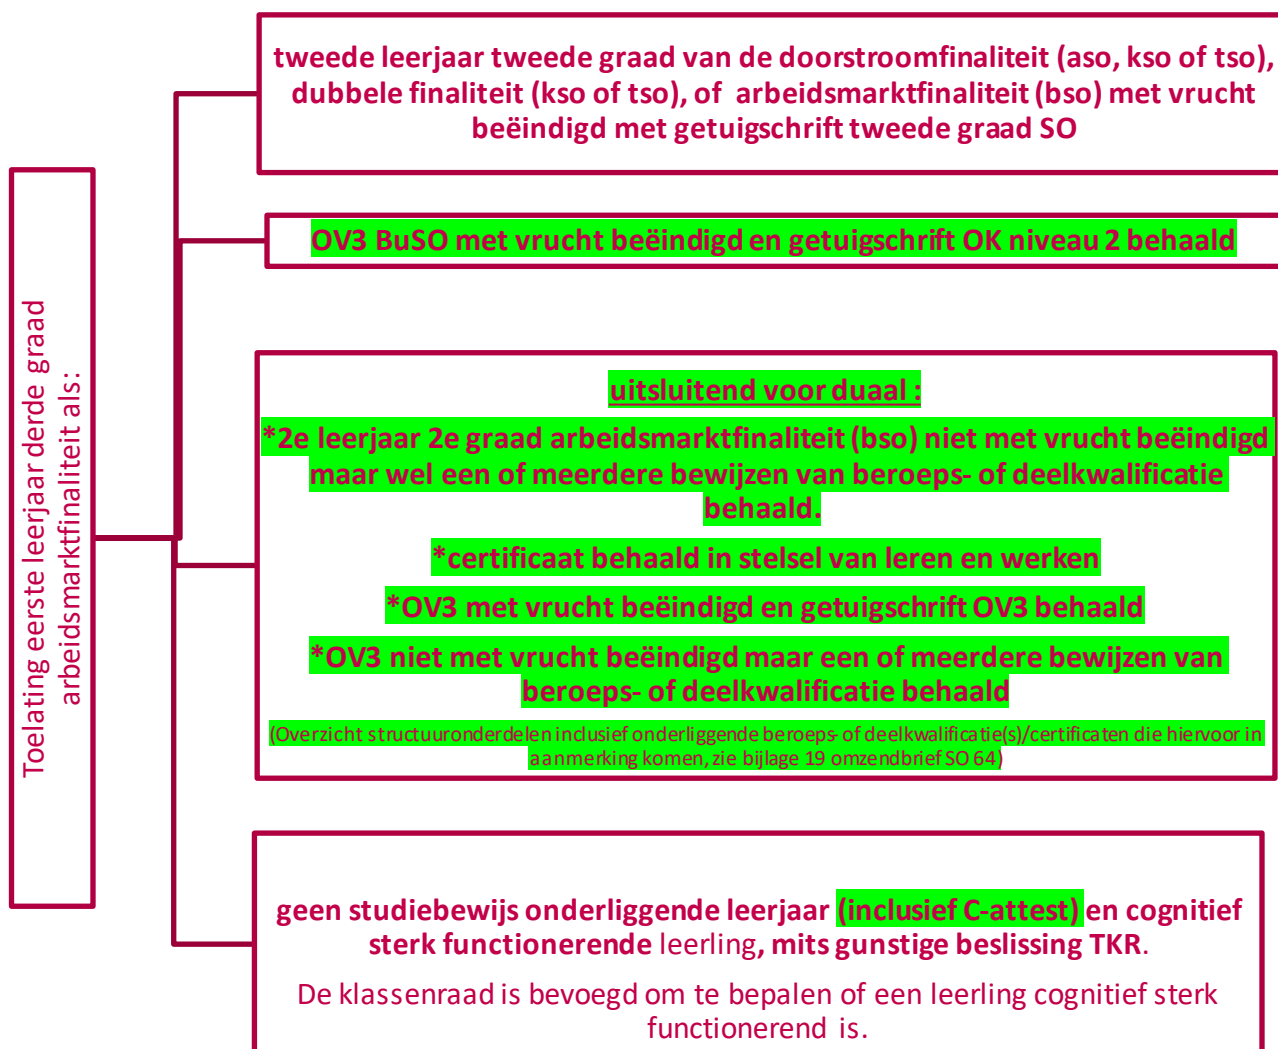 Toelating eerste leerjaar derde graad
arbeidsmarktfinaliteit als:
tweede leerjaar tweede graad van de doorstroomfinaliteit (aso, kso of tso),
dubbele finaliteit (kso of tso), of arbeidsmarktfinaliteit (bso) met vrucht
beëindigd met getuigschrift tweede graad SO
OV3 BuSO met vrucht beëindigd en getuigschrift OK niveau 2 behaald
uitsluitend voor duaal :
*2e leerjaar 2e graad arbeidsmarktfinaliteit (bso) niet met vrucht beëindigd
maar wel een of meerdere bewijzen van beroeps- of deelkwalificatie
behaald.
*certificaat behaald in stelsel van leren en werken
*OV3 met vrucht beëindigd en getuigschrift OV3 behaald
*OV3 niet met vrucht beëindigd maar een of meerdere bewijzen van
beroeps- of deelkwalificatie behaald
(Overzicht structuuronderdelen inclusief onderliggende beroeps- of deelkwalificatie(s)/certificaten die hiervoor in
aanmerking komen, zie bijlage 19 omzendbrief SO 64)
geen studiebewijs onderliggende leerjaar (inclusief C-attest) en cognitief
sterk functionerende leerling, mits gunstige beslissing TKR.
De klassenraad is bevoegd om te bepalen of een leerling cognitief sterk
functionerend is.